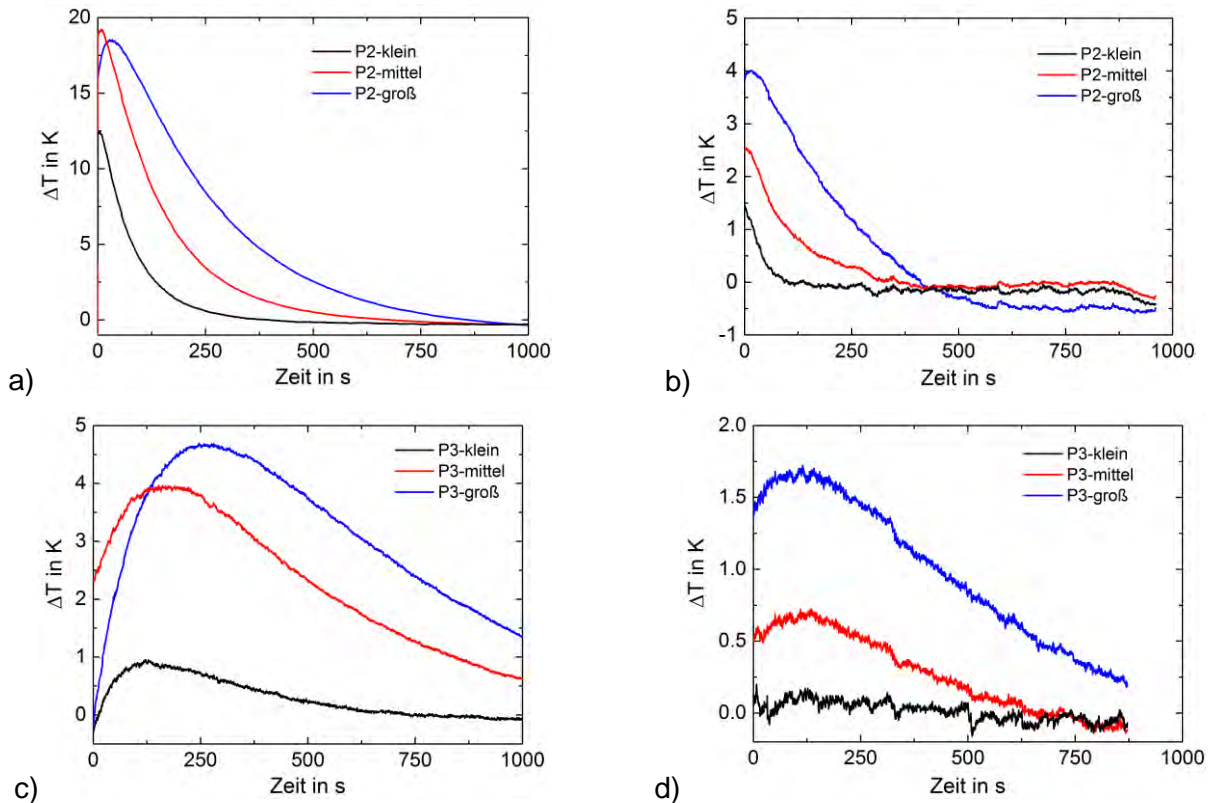 20
15
10
5
0
ΔT in K
P2-klein
P2-mittel
P2-groß
0 250 500 750 1000
Zeit in s
a)
5
4
3
2
1
0
-1
ΔT in K
P2-klein
P2-mittel
P2-groß
0 250 500 750 1000
Zeit in s
b)
5
4
3
2
1
0
ΔT in K
P3-klein
P3-mittel
P3-groß
0 250 500 750 1000
Zeit in s
c)
2.0
1.5
1.0
0.5
0.0
ΔT in K
P3-klein
P3-mittel
P3-groß
0 250 500 750 1000
Zeit in s
d)